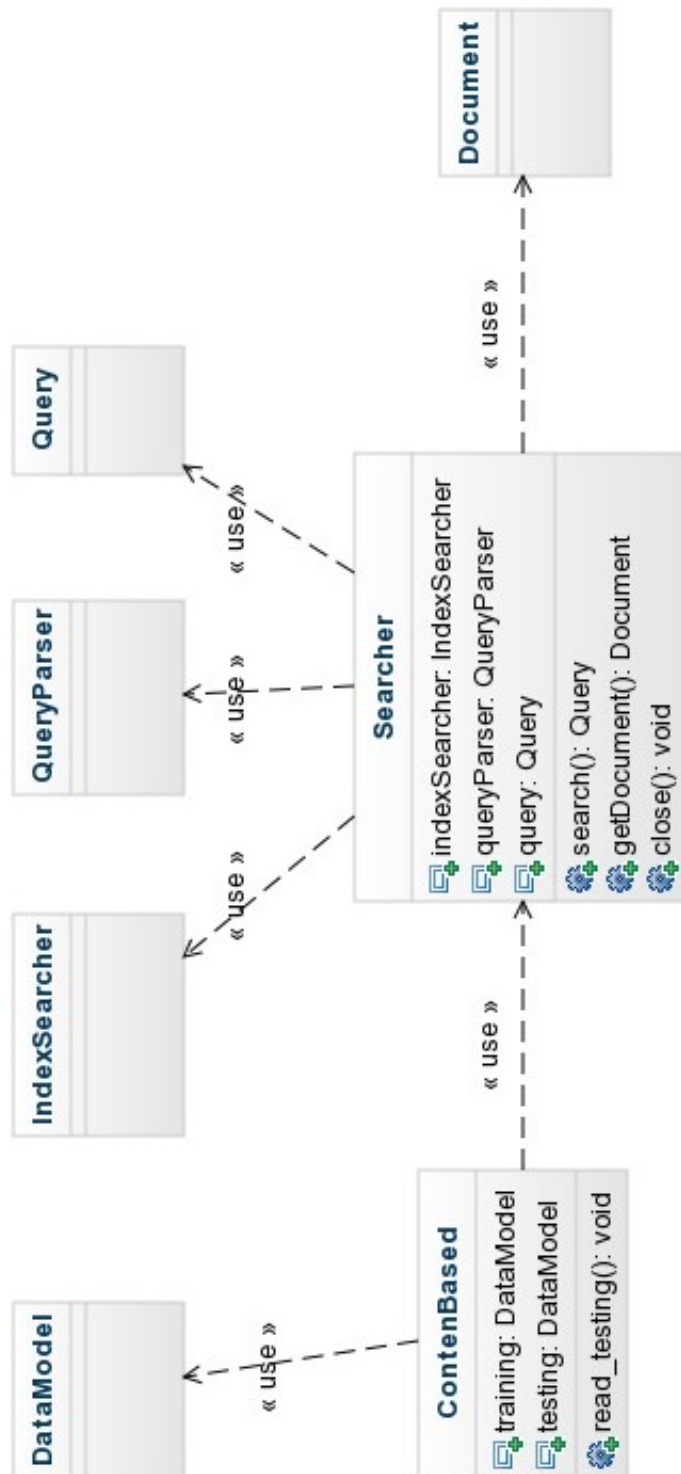 DataModel
IndexSearcher
QueryParser
Query
« use »
« use »
« use »
« use »
ContenBased
training: DataModel
testing: DataModel
read_testing(): void
« use »
Searcher
indexSearcher: IndexSearcher
queryParser: QueryParser
query: Query
search(): Query
getDocument(): Document
close(): void
« use »
Document